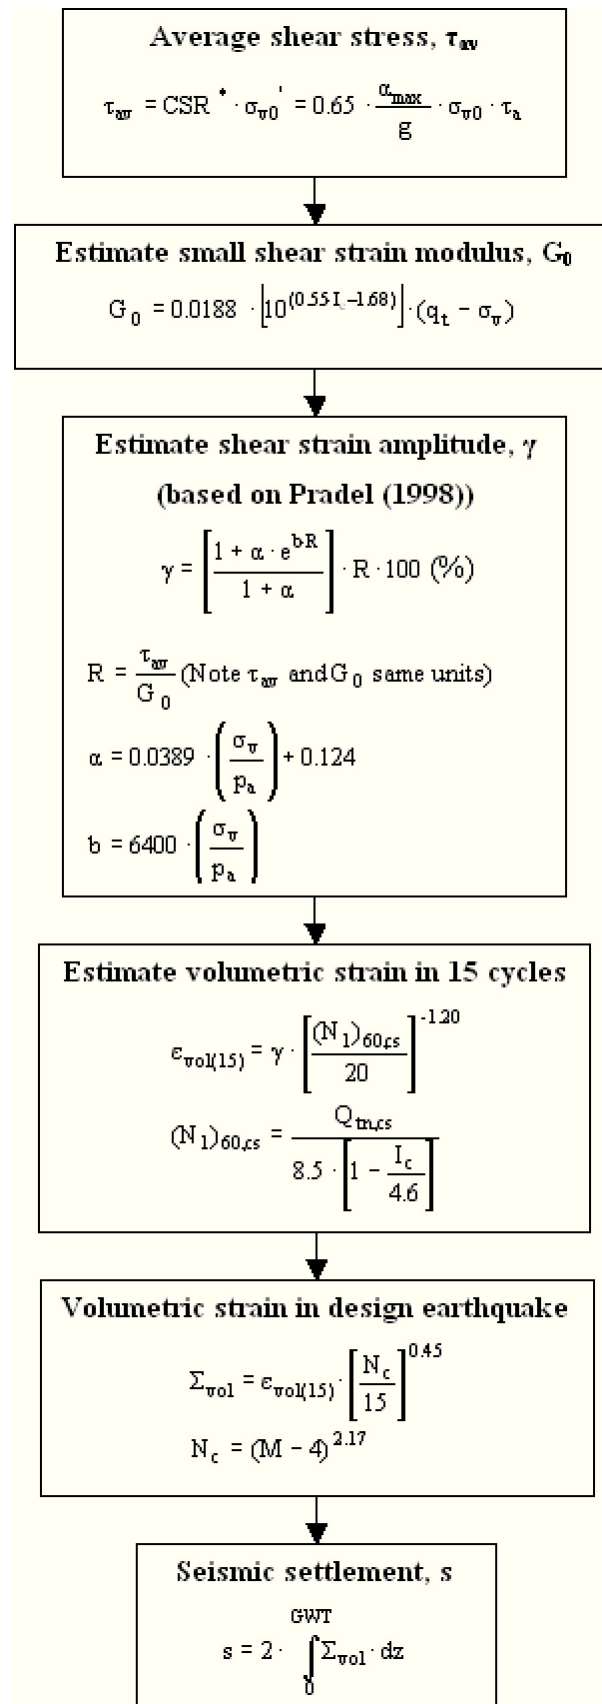 Average shear stress, τav
τav = CSR * · σv0' = 0.65 · αmax/g · σv0 · τa
Estimate small shear strain modulus, G0
G0 = 0.0188 · [10^(0.55 Ic−1.68)] · (qt − σv)
Estimate shear strain amplitude, γ
(based on Pradel (1998))
γ = [(1 + α · e^(b·R))/(1 + α)] · R · 100 (%)
R = τav/G0 (Note τav and G0 same units)
α = 0.0389 · (σv/pa) + 0.124
b = 6400 · (σv/pa)
Estimate volumetric strain in 15 cycles
εvol(15) = γ · [(N1)60,cs/20]^-1.20
(N1)60,cs = Qtn,cs/(8.5 · [1 − Ic/4.6])
Volumetric strain in design earthquake
Σvol = εvol(15) · [Nc/15]^0.45
Nc = (M − 4)^2.17
Seismic settlement, s
GWT
s = 2 · ∫ Σvol · dz
0